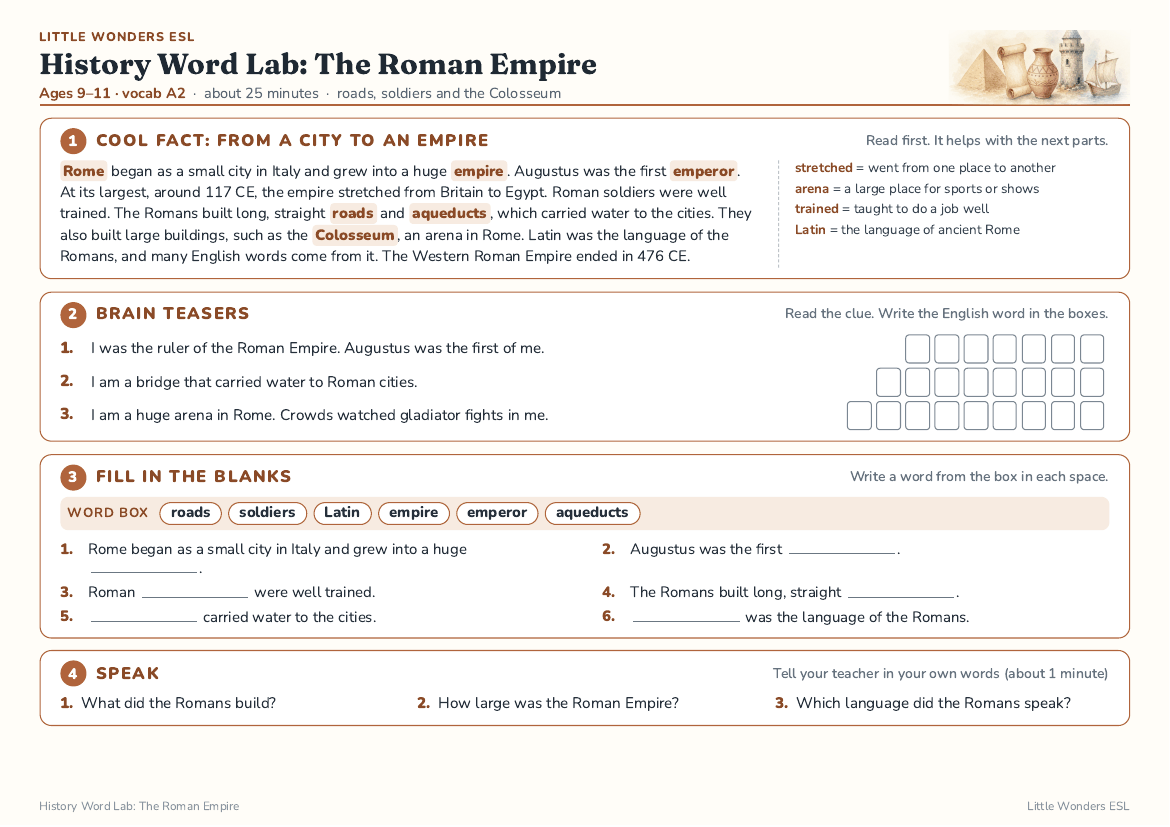 LITTLE WONDERS ESL
History Word Lab: The Roman Empire
Ages 9–11 · vocab A2 · about 25 minutes · roads, soldiers and the Colosseum
1 COOL FACT: FROM A CITY TO AN EMPIRE
Read first. It helps with the next parts.
Rome began as a small city in Italy and grew into a huge empire. Augustus was the first emperor.
At its largest, around 117 CE, the empire stretched from Britain to Egypt. Roman soldiers were well
trained. The Romans built long, straight roads and aqueducts, which carried water to the cities. They
also built large buildings, such as the Colosseum, an arena in Rome. Latin was the language of the
Romans, and many English words come from it. The Western Roman Empire ended in 476 CE.
stretched = went from one place to another
arena = a large place for sports or shows
trained = taught to do a job well
Latin = the language of ancient Rome
2 BRAIN TEASERS
Read the clue. Write the English word in the boxes.
1. I was the ruler of the Roman Empire. Augustus was the first of me.
2. I am a bridge that carried water to Roman cities.
3. I am a huge arena in Rome. Crowds watched gladiator fights in me.
3 FILL IN THE BLANKS
Write a word from the box in each space.
WORD BOX roads soldiers Latin empire emperor aqueducts
1. Rome began as a small city in Italy and grew into a huge
____________.
2. Augustus was the first ____________.
3. Roman ____________ were well trained.
4. The Romans built long, straight ____________.
5. ____________ carried water to the cities.
6. ____________ was the language of the Romans.
4 SPEAK
Tell your teacher in your own words (about 1 minute)
1. What did the Romans build?
2. How large was the Roman Empire?
3. Which language did the Romans speak?
History Word Lab: The Roman Empire
Little Wonders ESL